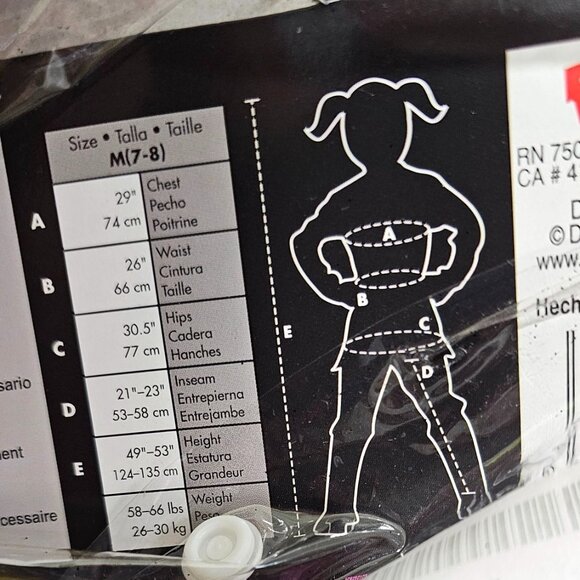 Size • Talla • Taille
M(7-8)
A
29"
74 cm
Chest
Pecho
Poitrine
B
26"
66 cm
Waist
Cintura
Taille
C
30.5"
77 cm
Hips
Cadera
Hanches
D
21"–23"
53–58 cm
Inseam
Entrepierna
Entrejambe
E
49"–53"
124–135 cm
Height
Estatura
Grandeur
58–66 lbs
26–30 kg
Weight
A
B
C
D
E
RN 750
CA # 4
D
© D
www.
Hech
sario
ment
cessaire